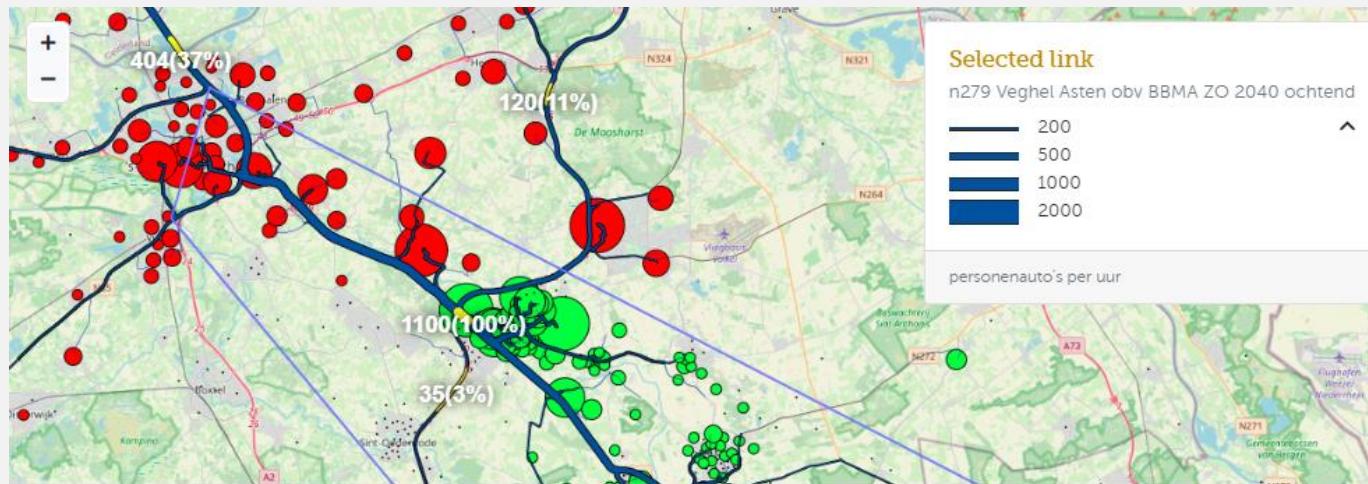 +
−
404(37%)
120(11%)
1100(100%)
35(3%)
Grave
N324
N321
De Maashorst
N264
Vliegbasis
Volkel
N272
A73
N271
Boxtel
Kampina
A2
Selected link
n279 Veghel Asten obv BBMA ZO 2040 ochtend
200
500
1000
2000
personenauto's per uur